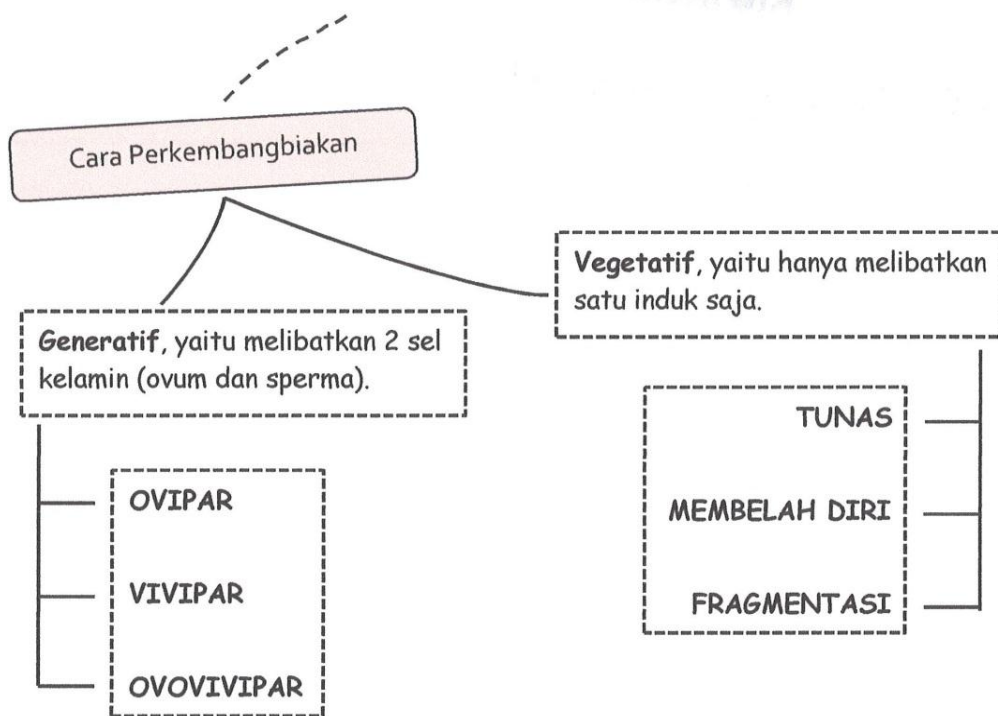 Cara Perkembangbiakan
Vegetatif, yaitu hanya melibatkan
satu induk saja.
Generatif, yaitu melibatkan 2 sel
kelamin (ovum dan sperma).
TUNAS
MEMBELAH DIRI
FRAGMENTASI
OVIPAR
VIVIPAR
OVOVIVIPAR